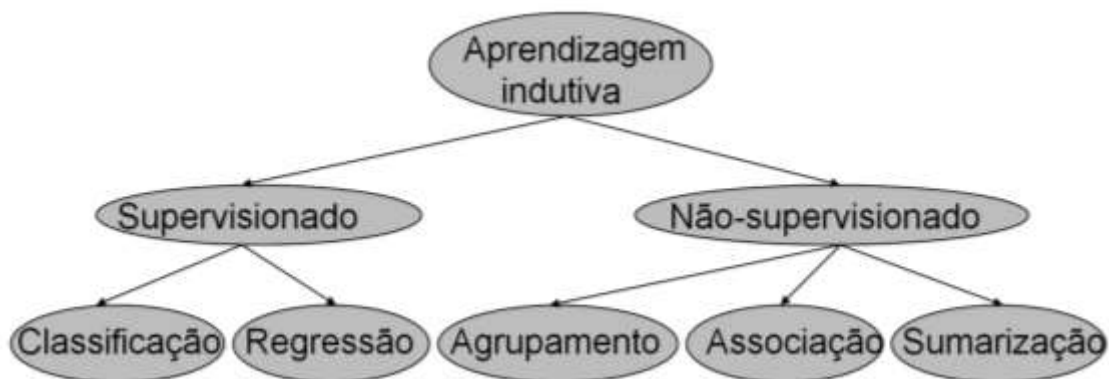 Aprendizagem
indutiva
Supervisionado
Não-supervisionado
Classificação
Regressão
Agrupamento
Associação
Sumarização